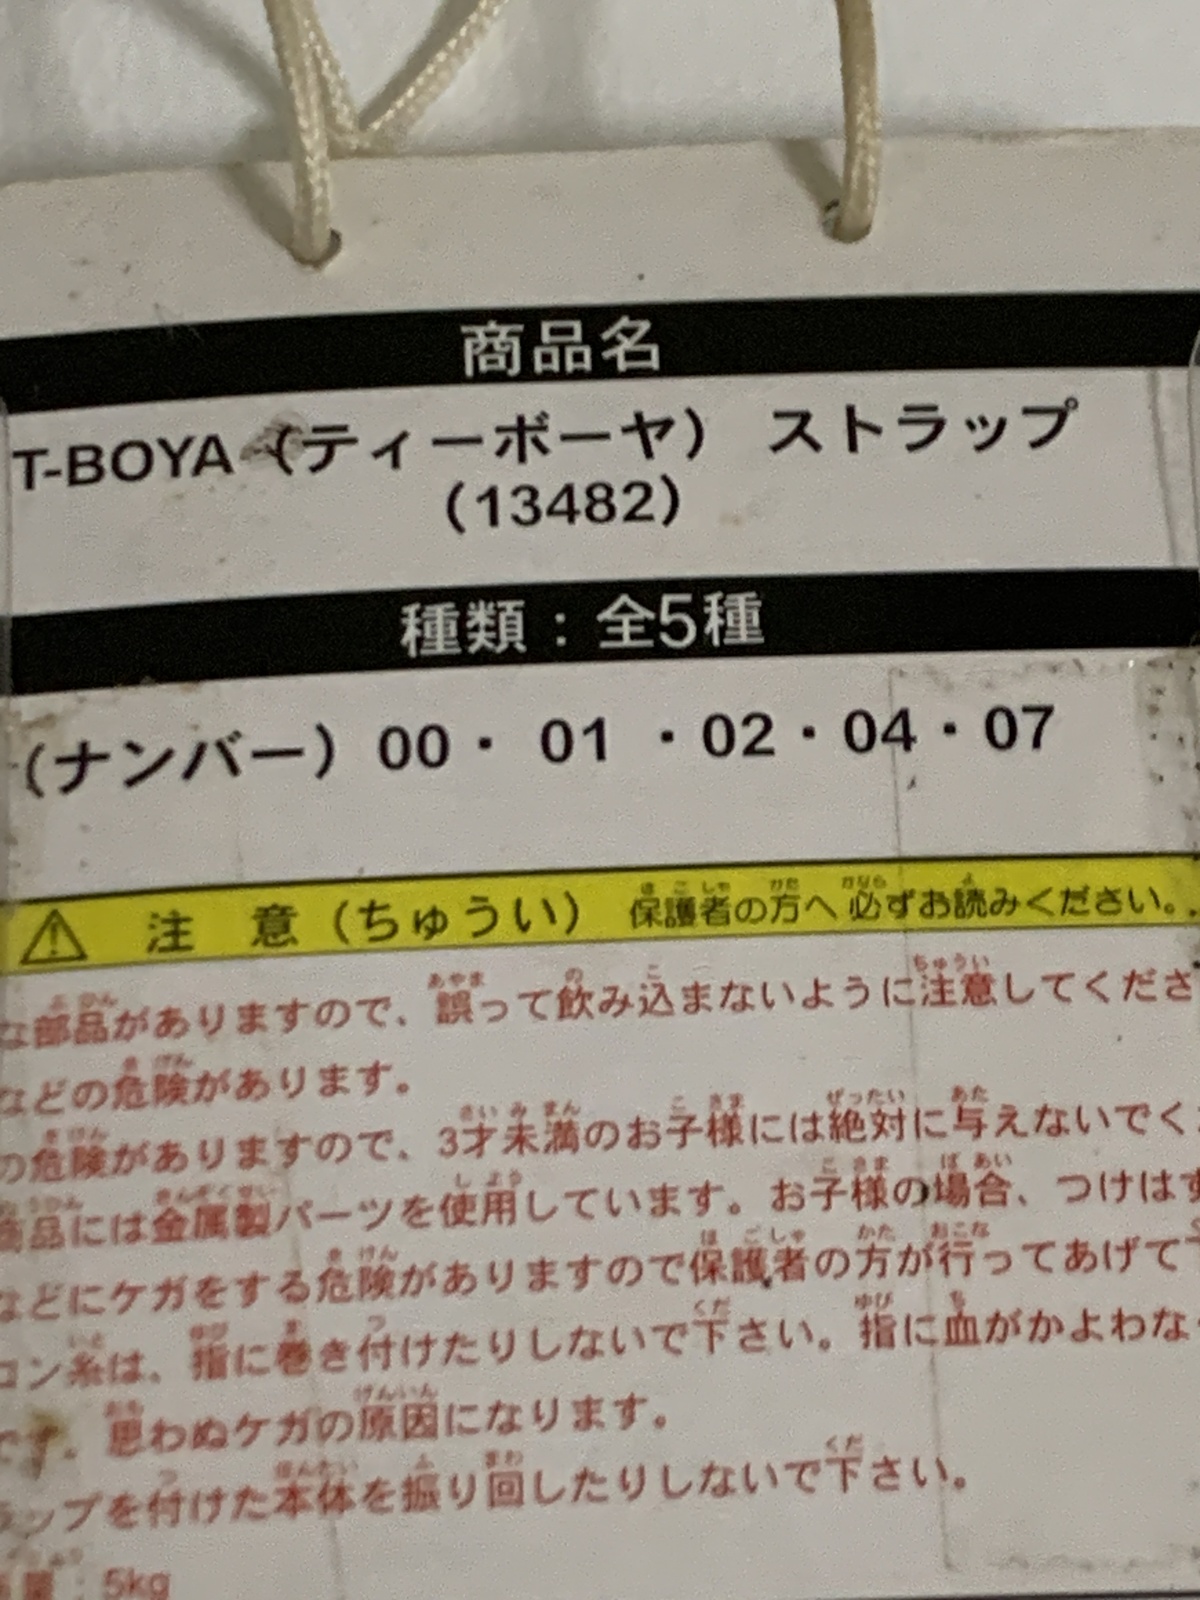 商品名
T-BOYA（ティーボーヤ） ストラップ
（13482）
種類：全5種
（ナンバー）00・ 01 ・02・04・07
⚠ 注 意（ちゅうい） 保護者の方へ必ずお読みください。
な部品がありますので、誤って飲み込まないように注意してくださ
などの危険があります。
の危険がありますので、3才未満のお子様には絶対に与えないでく
商品には金属製パーツを使用しています。お子様の場合、つけはず
などにケガをする危険がありますので保護者の方が行ってあげて下
コン糸は、指に巻き付けたりしないで下さい。指に血がかよわな
です。思わぬケガの原因になります。
ラップを付けた本体を振り回したりしないで下さい。
：5kg